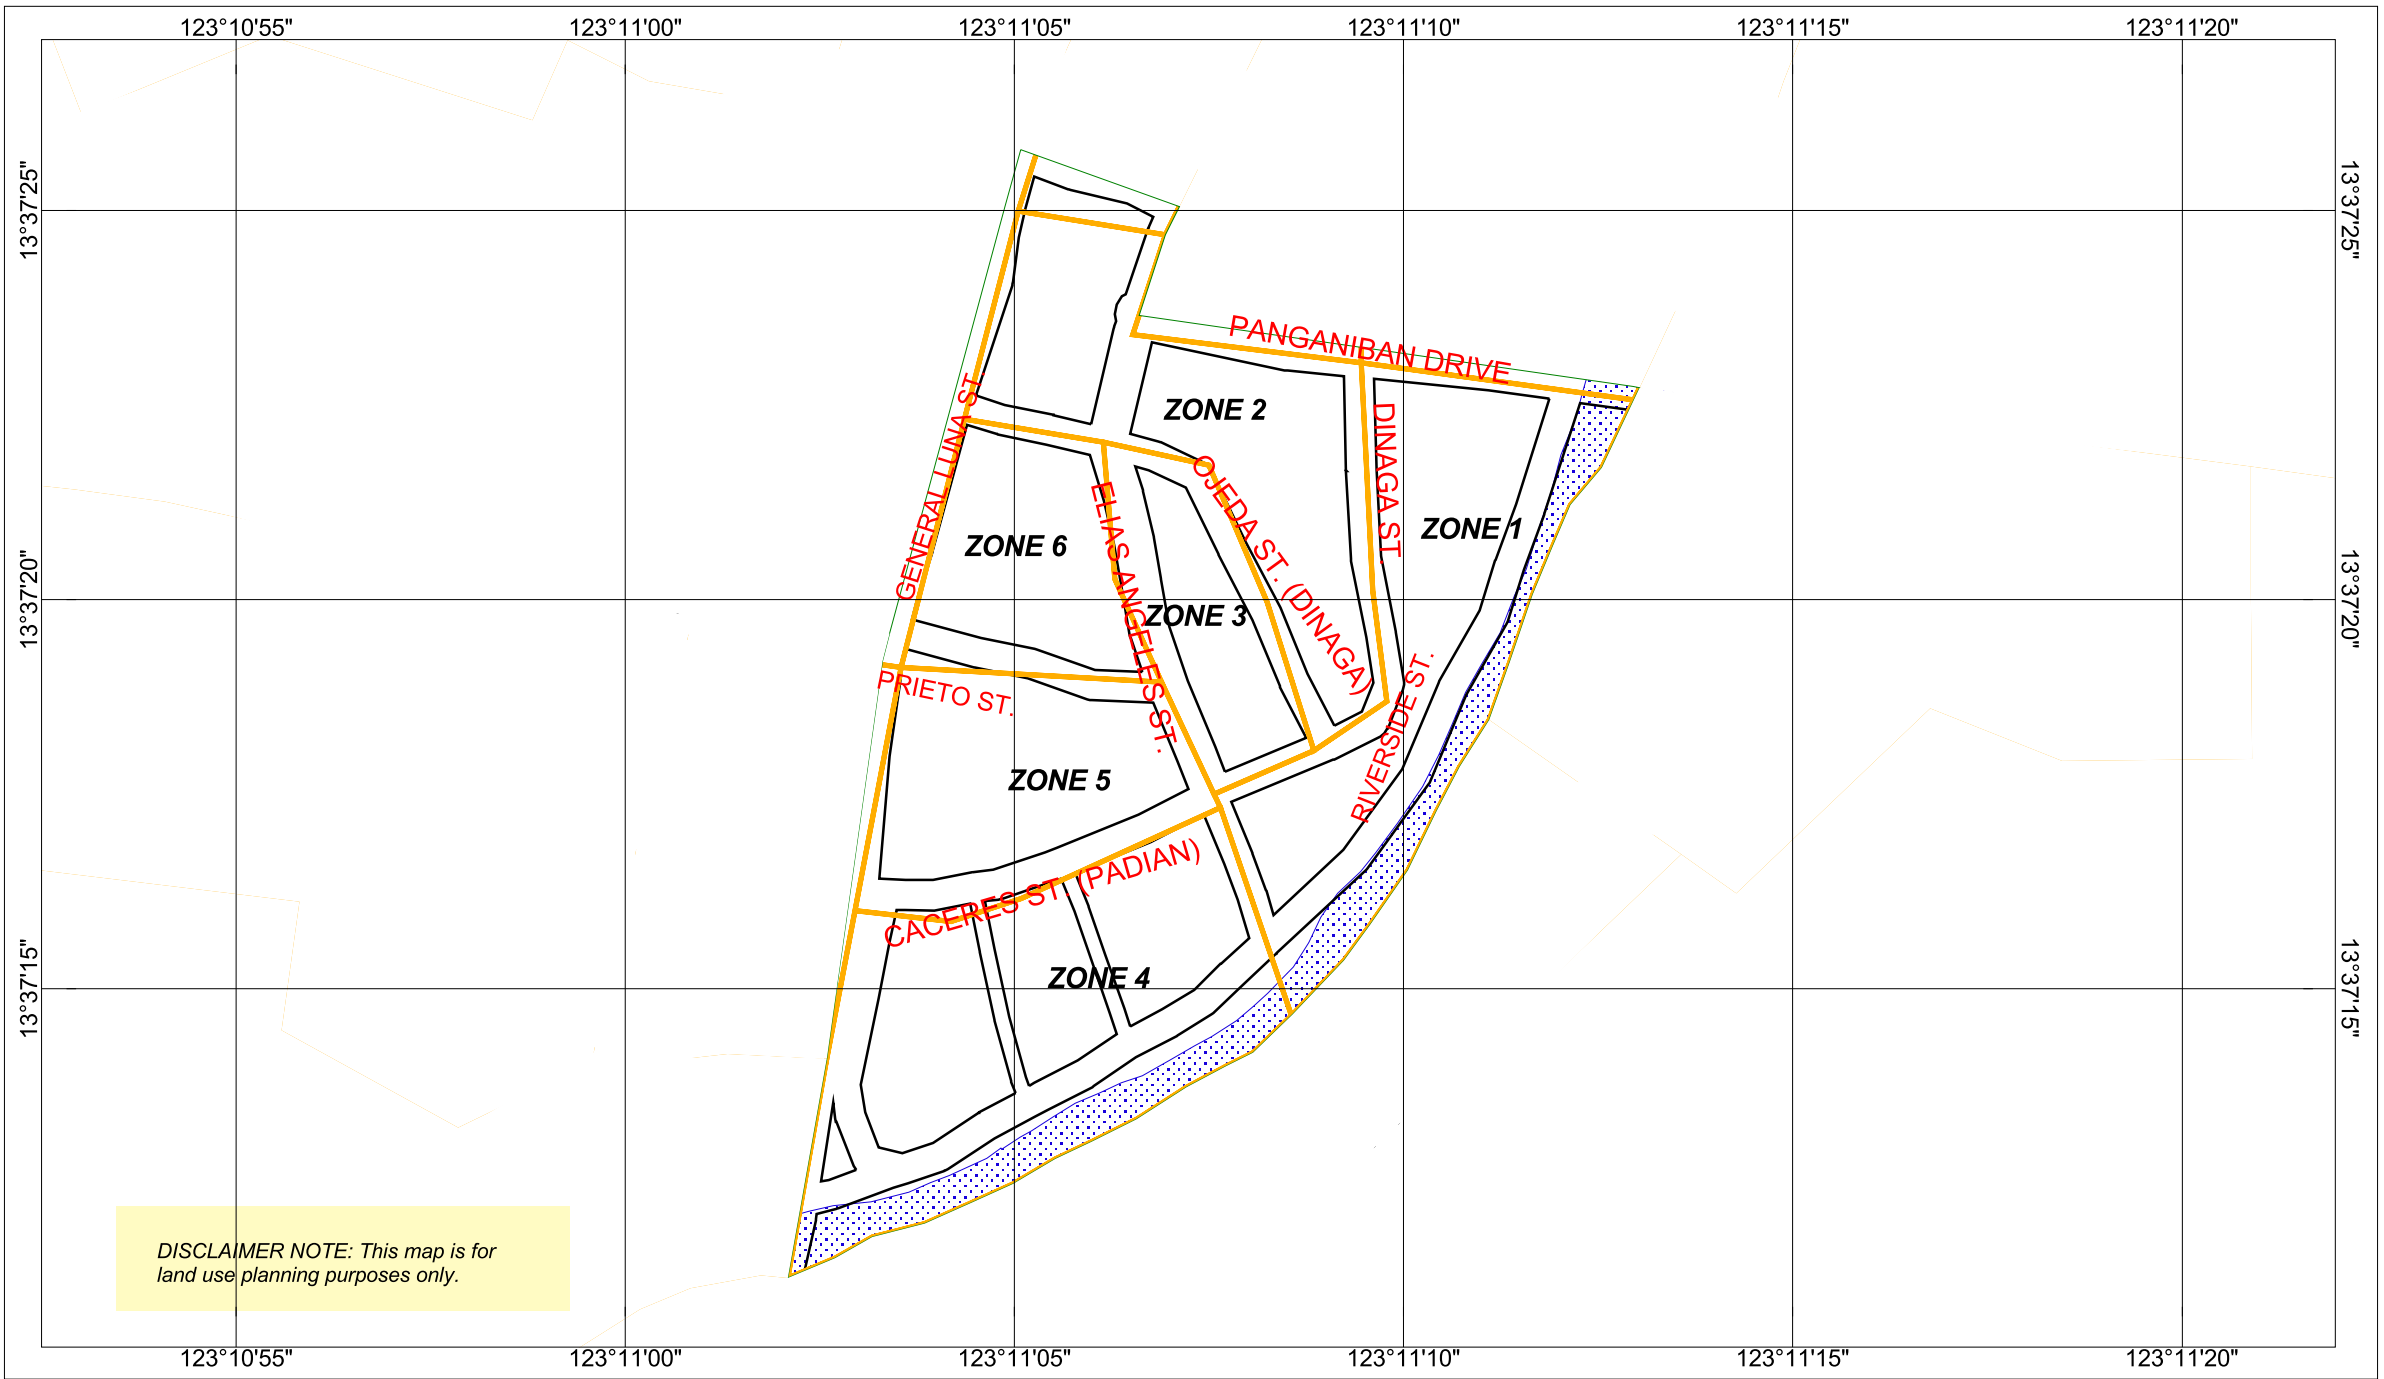 123°10'55" 123°11'00" 123°11'05" 123°11'10" 123°11'15" 123°11'20"
13°37'25" 13°37'25"
PANGANIBAN DRIVE
GENERAL LUNA ST.
ZONE 2
DINAGA ST.
OJEDA ST. (DINAGA)
ELIAS ANGELES ST.
ZONE 1
ZONE 6
13°37'20" 13°37'20"
ZONE 3
PRIETO ST.
RIVERSIDE ST.
ZONE 5
CACERES ST. (PADIAN)
ZONE 4
13°37'15" 13°37'15"
DISCLAIMER NOTE: This map is for
land use planning purposes only.
123°10'55" 123°11'00" 123°11'05" 123°11'10" 123°11'15" 123°11'20"